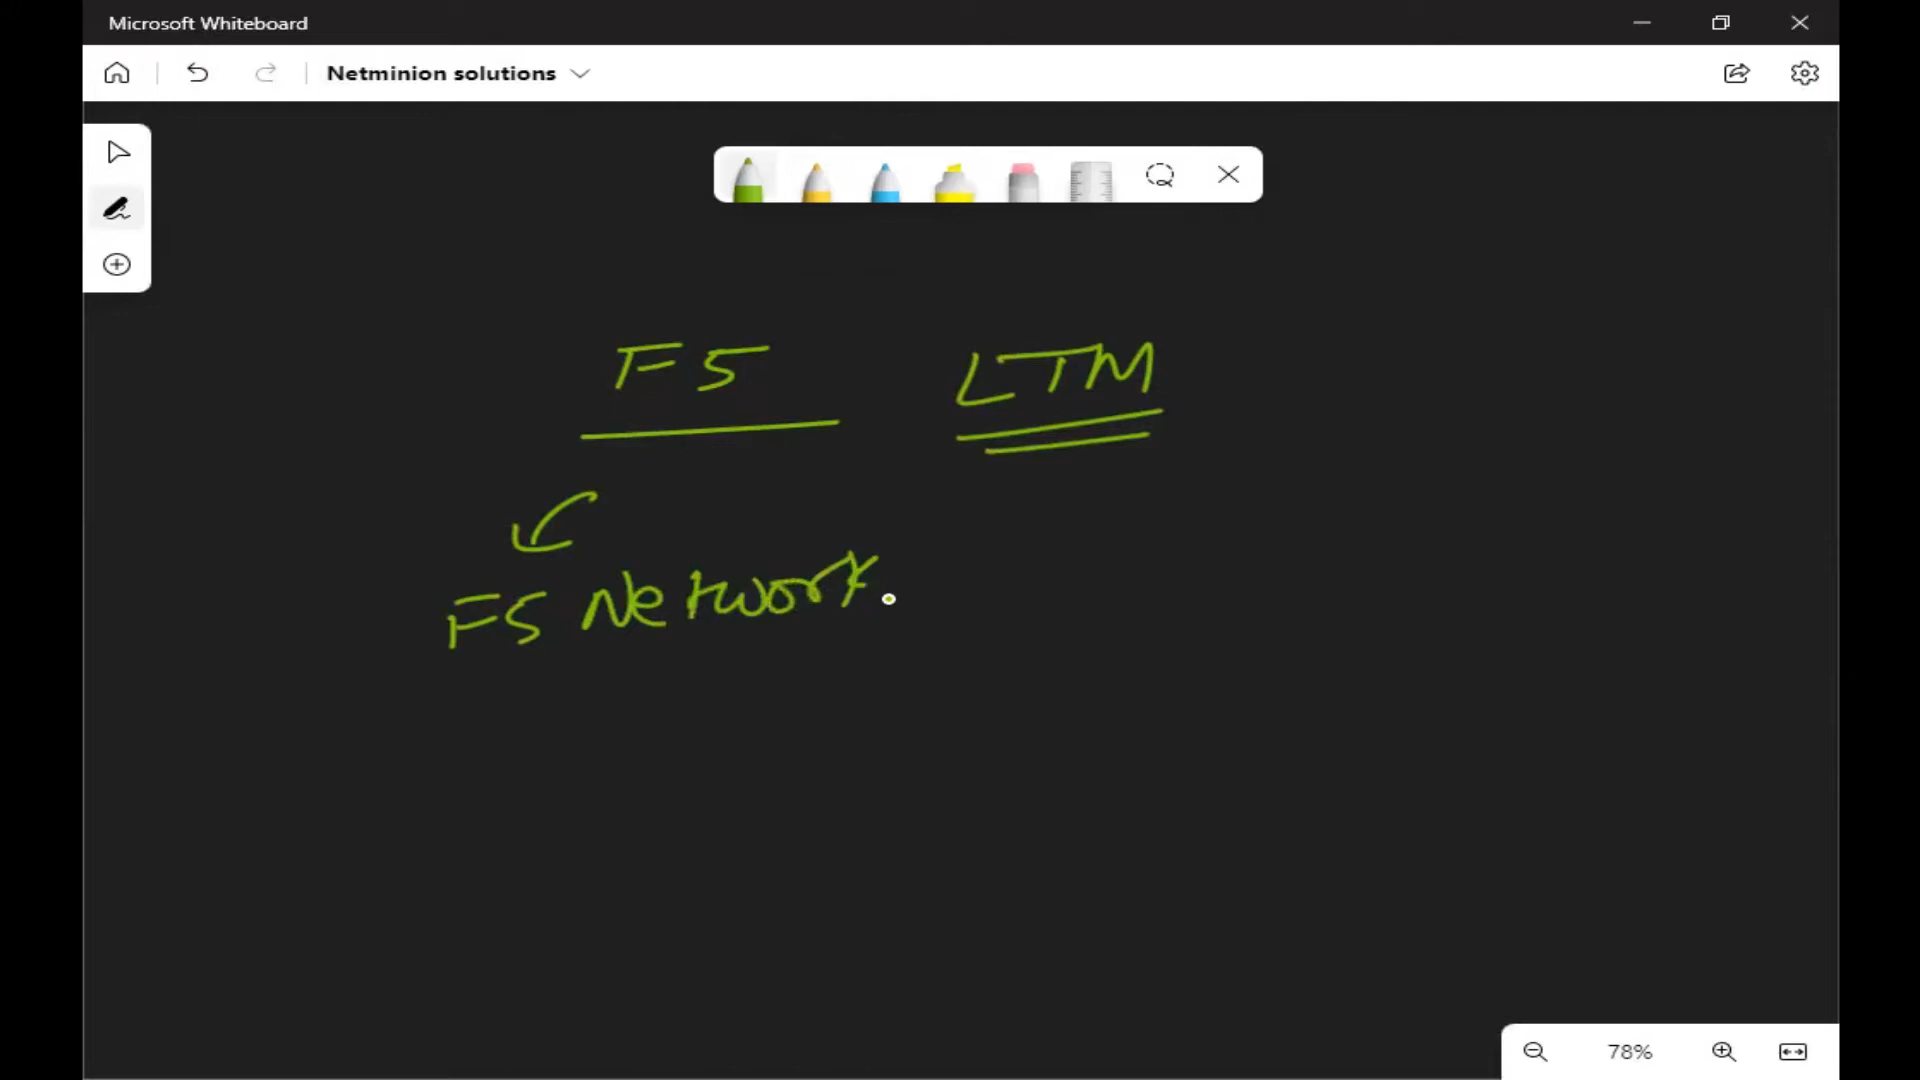 Microsoft Whiteboard
Netminion solutions
F5 LTM
F5 Network
78%